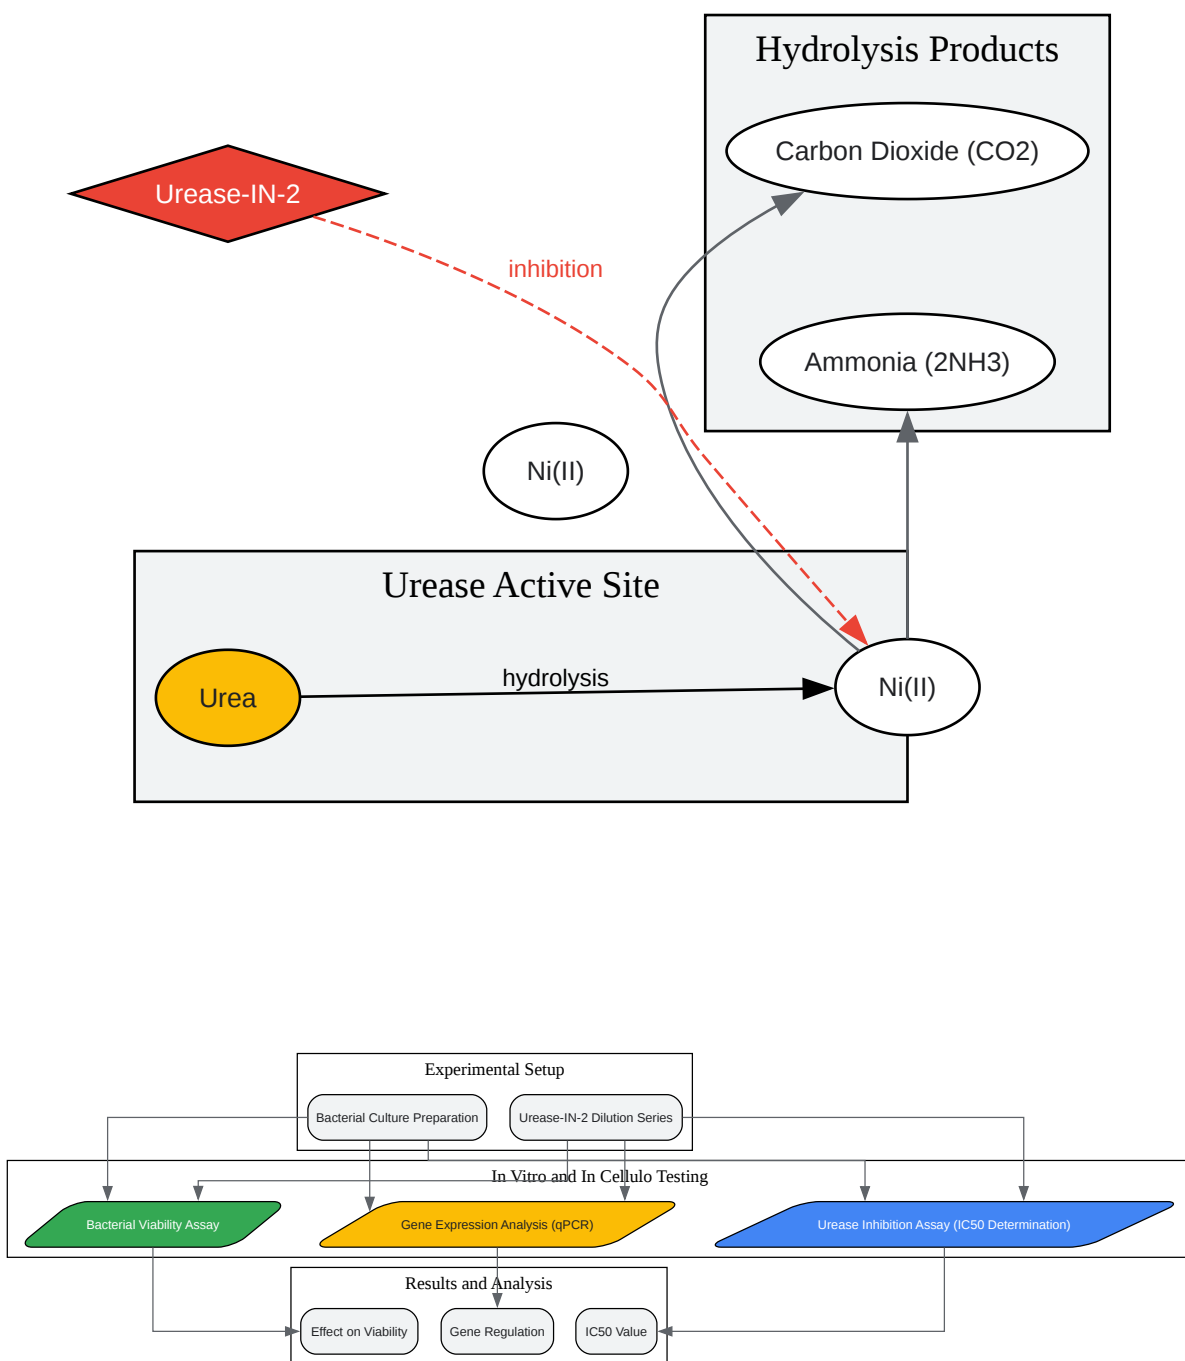 Hydrolysis Products
Carbon Dioxide (CO2)
Urease-IN-2
inhibition
Ammonia (2NH3)
Ni(II)
Urease Active Site
hydrolysis
Urea
Ni(II)
Experimental Setup
Bacterial Culture Preparation
Urease-IN-2 Dilution Series
In Vitro and In Cellulo Testing
Bacterial Viability Assay
Gene Expression Analysis (qPCR)
Urease Inhibition Assay (IC50 Determination)
Results and Analysis
Effect on Viability
Gene Regulation
IC50 Value